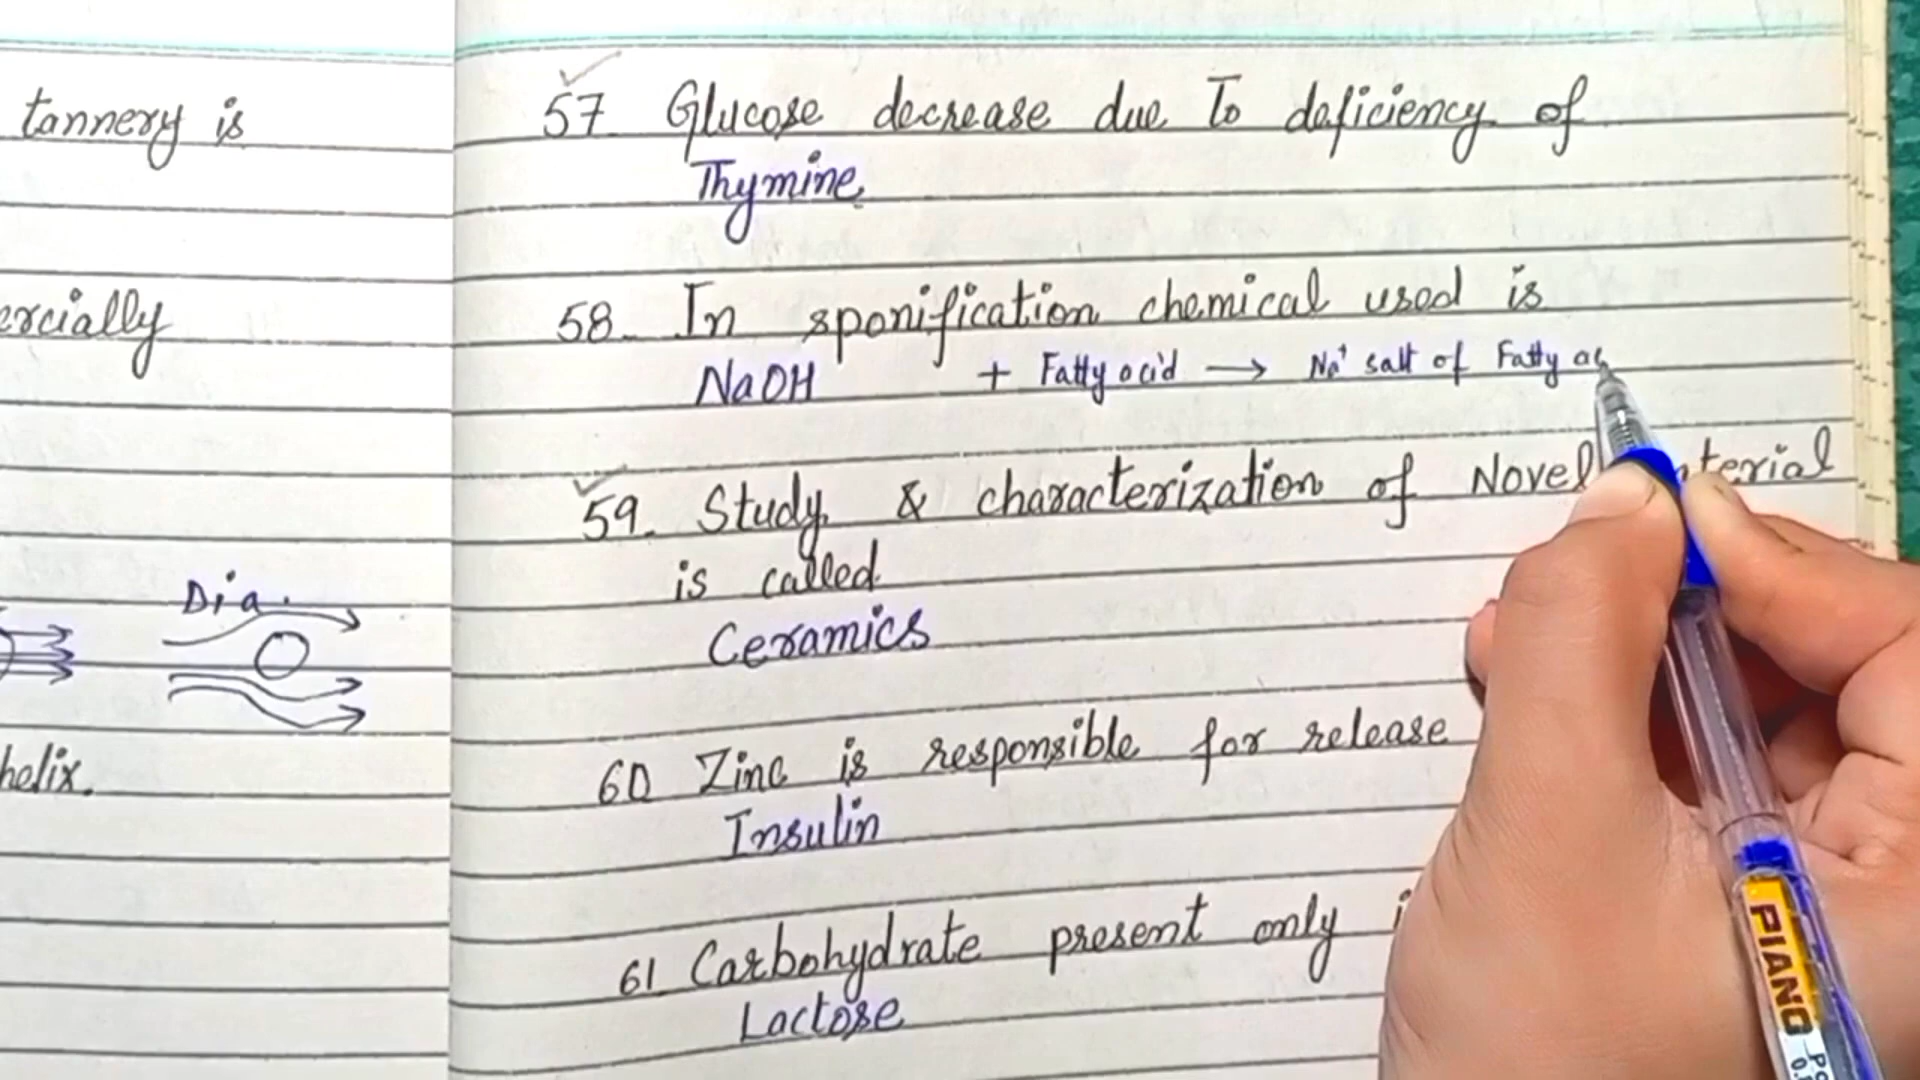 tannery is
ercially
Dia.
helix.
57 Glucose decrease due To deficiency of
Thymine
58. In sponification chemical used is
NaOH + Fatty acid → Na+ salt of Fatty ac
59. Study & characterization of Novel terial
is called
Ceramics
60 Zinc is responsible for release
Insulin
61 Carbohydrate present only i
Lactose
PIANO